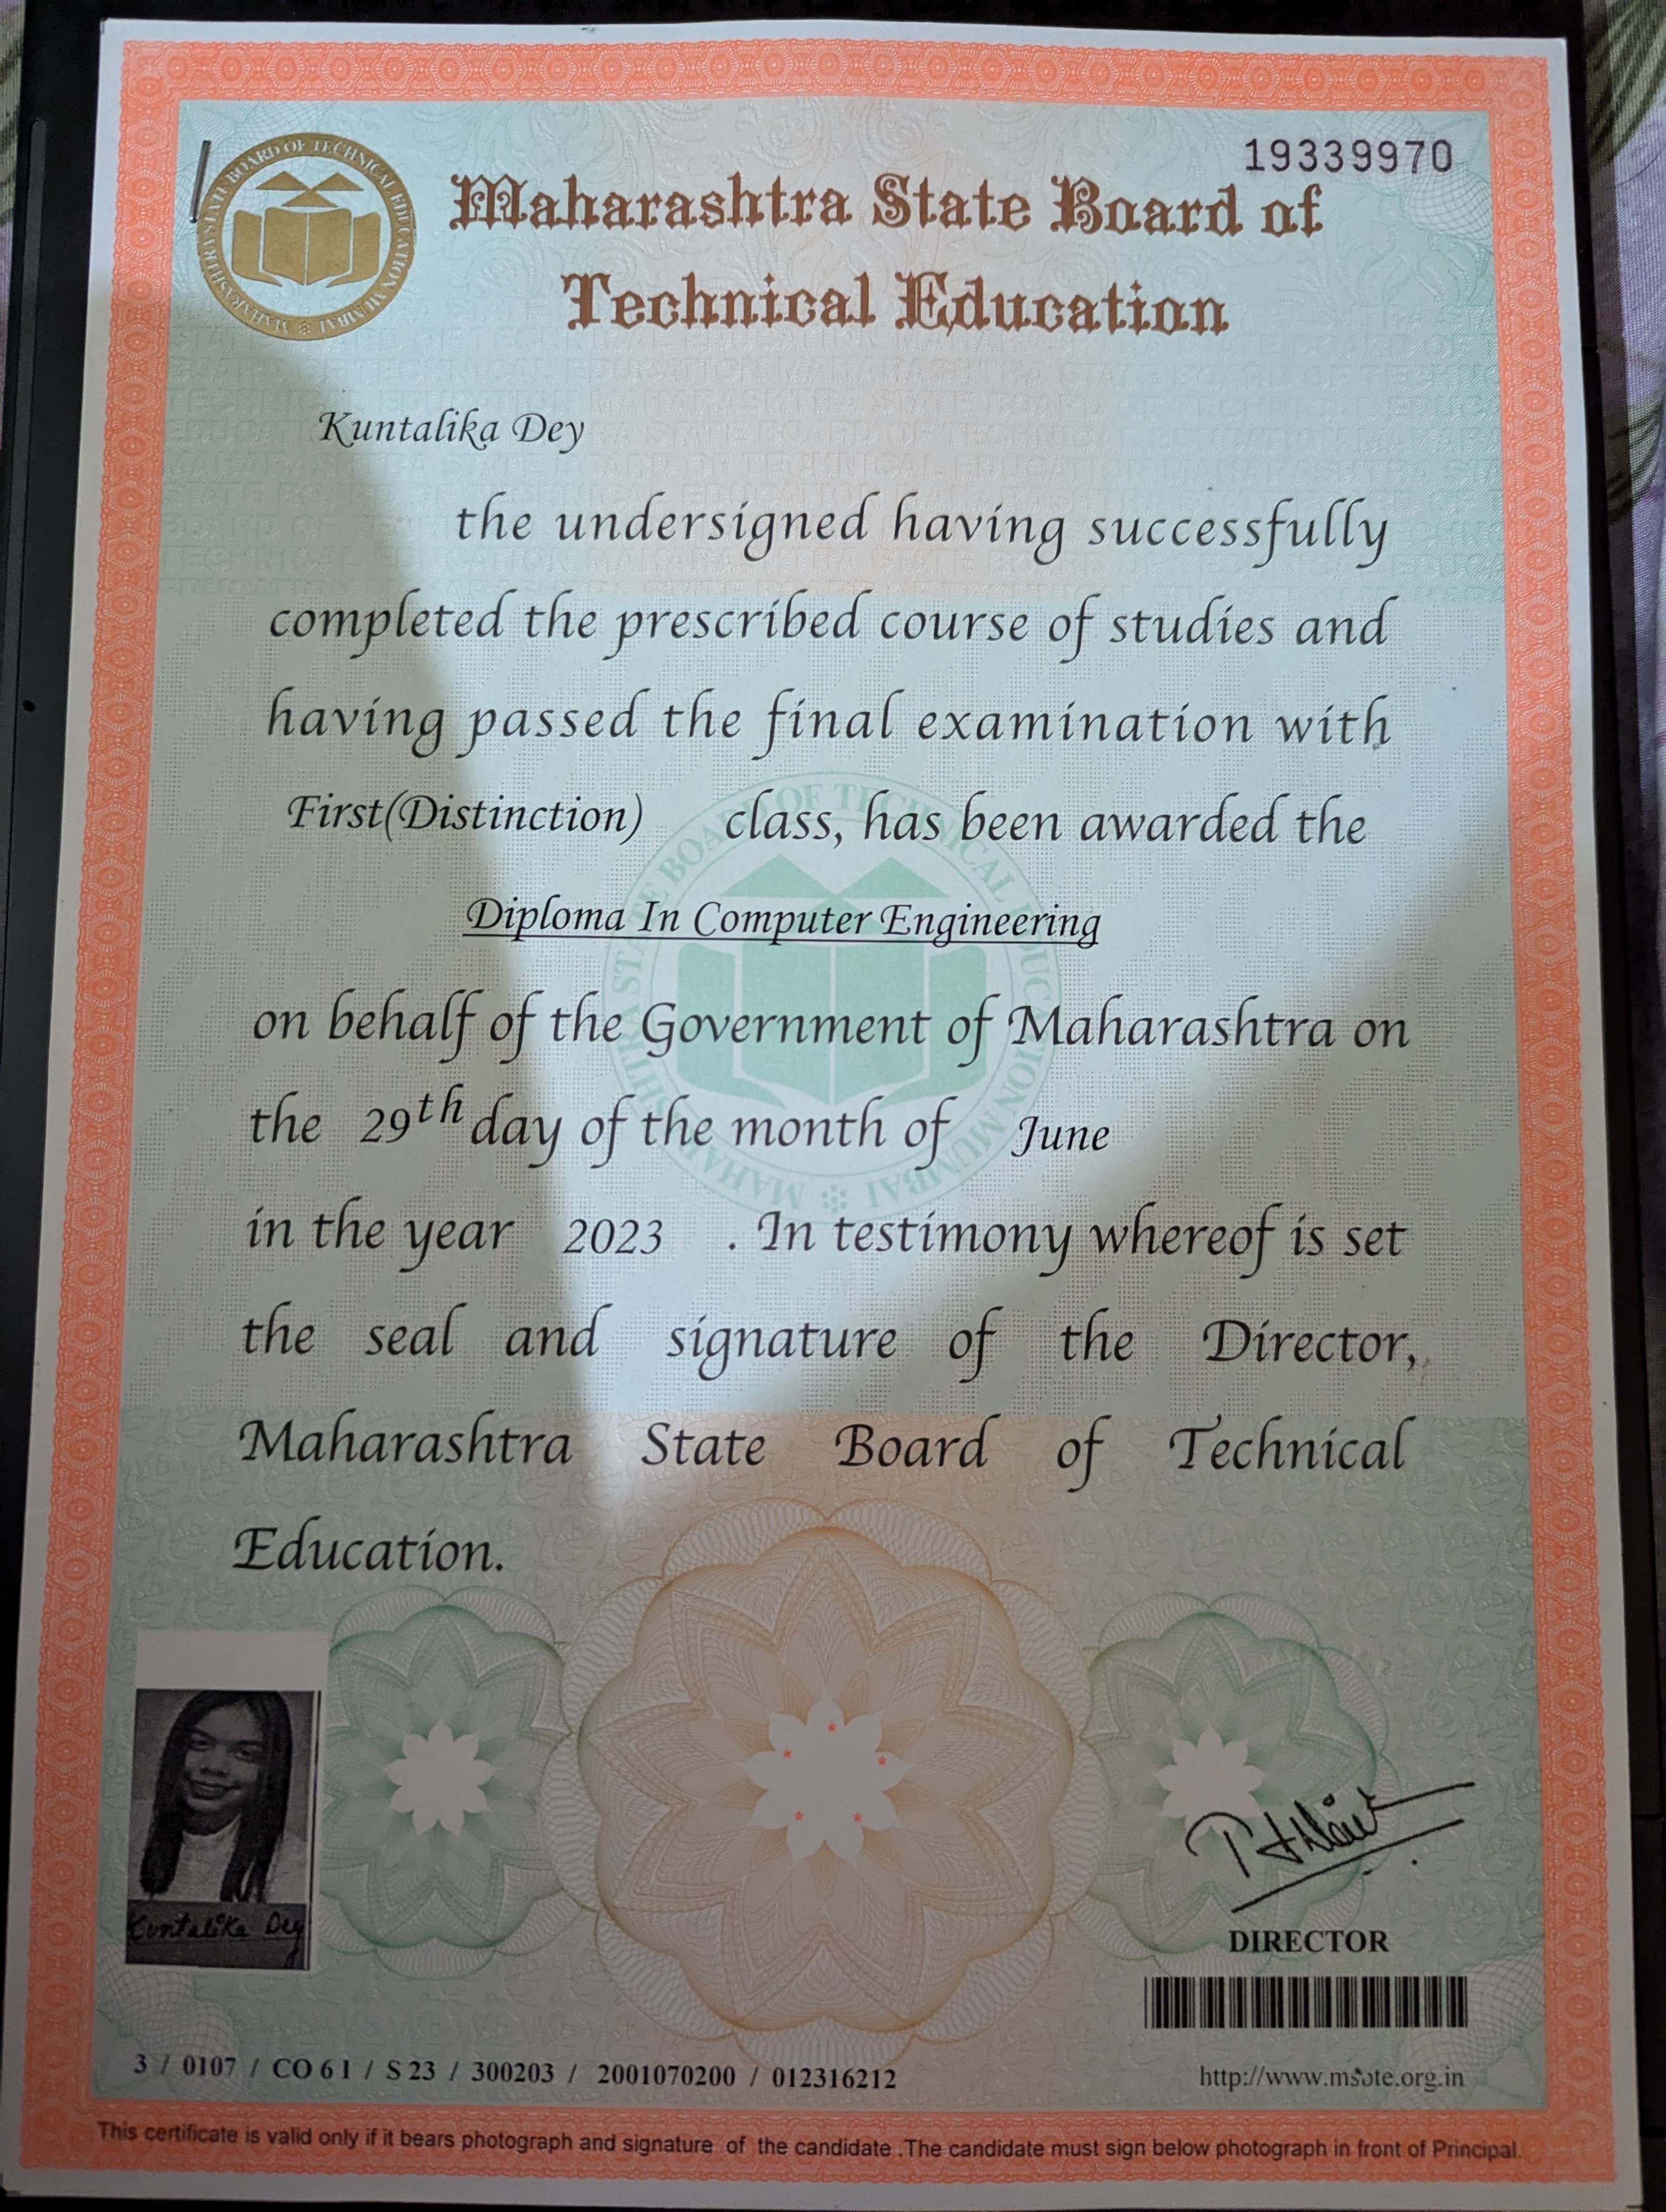 19339970
MAHARASHTRA STATE BOARD OF TECHNICAL EDUCATION MUMBAI
Maharashtra State Board of
Technical Education
Kuntalika Dey
the undersigned having successfully
completed the prescribed course of studies and
having passed the final examination with
First(Distinction) class, has been awarded the
Diploma In Computer Engineering
on behalf of the Government of Maharashtra on
the 29th day of the month of June
in the year 2023 . In testimony whereof is set
the seal and signature of the Director,
Maharashtra State Board of Technical
Education.
Kuntalika Dey
DIRECTOR
3 / 0107 / CO 6 I / S 23 / 300203 / 2001070200 / 012316212
http://www.msbte.org.in
This certificate is valid only if it bears photograph and signature of the candidate .The candidate must sign below photograph in front of Principal.